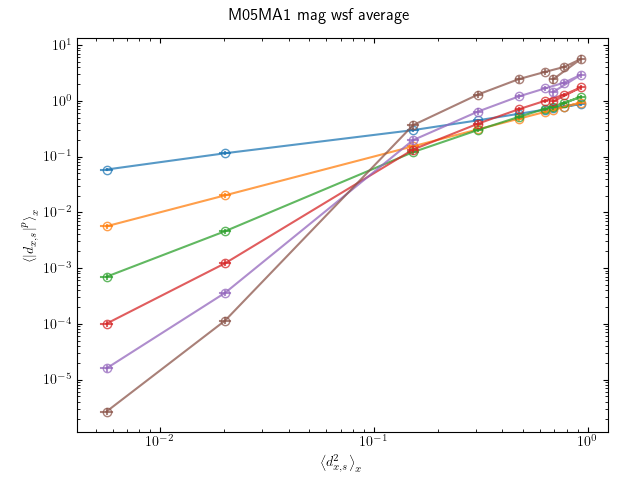 M05MA1 mag wsf average
⟨|d_{x,s}|^p⟩_x
10^1
10^0
10^{-1}
10^{-2}
10^{-3}
10^{-4}
10^{-5}
10^{-2} 10^{-1} 10^0
⟨d_{x,s}^2⟩_x